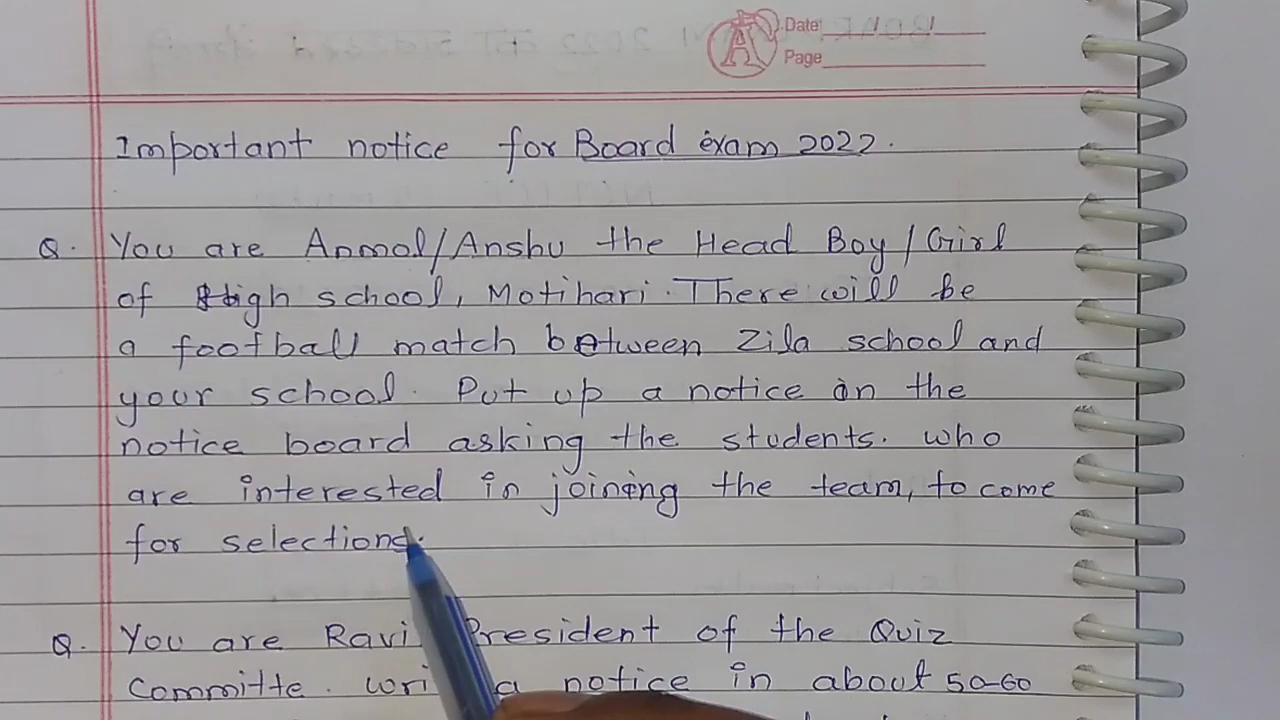 Date / /
Page
Important notice for Board exam 2022.
Q. You are Anmol/Anshu the Head Boy/Girl
of High school, Motihari. There will be
a football match between Zila school and
your school. Put up a notice on the
notice board asking the students. who
are interested in joining the team, to come
for selections.
Q. You are Ravi President of the Quiz
Committe. a notice in about 50-60